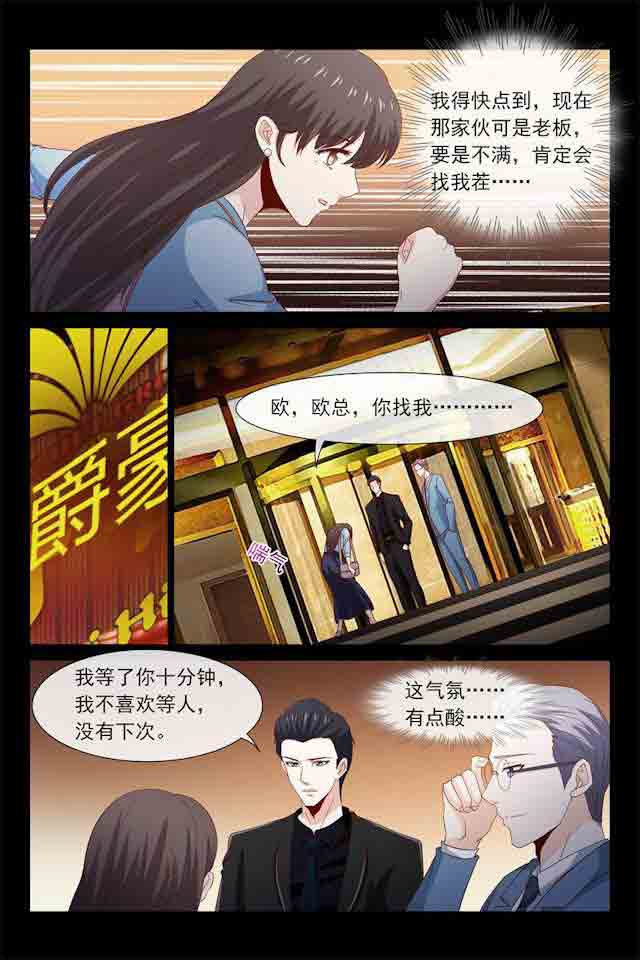 我得快点到，现在
那家伙可是老板，
要是不满，肯定会
找我茬……
爵豪
欧，欧总，你找我…………
喘气
我等了你十分钟，
我不喜欢等人，
没有下次。
这气氛……
有点酸……